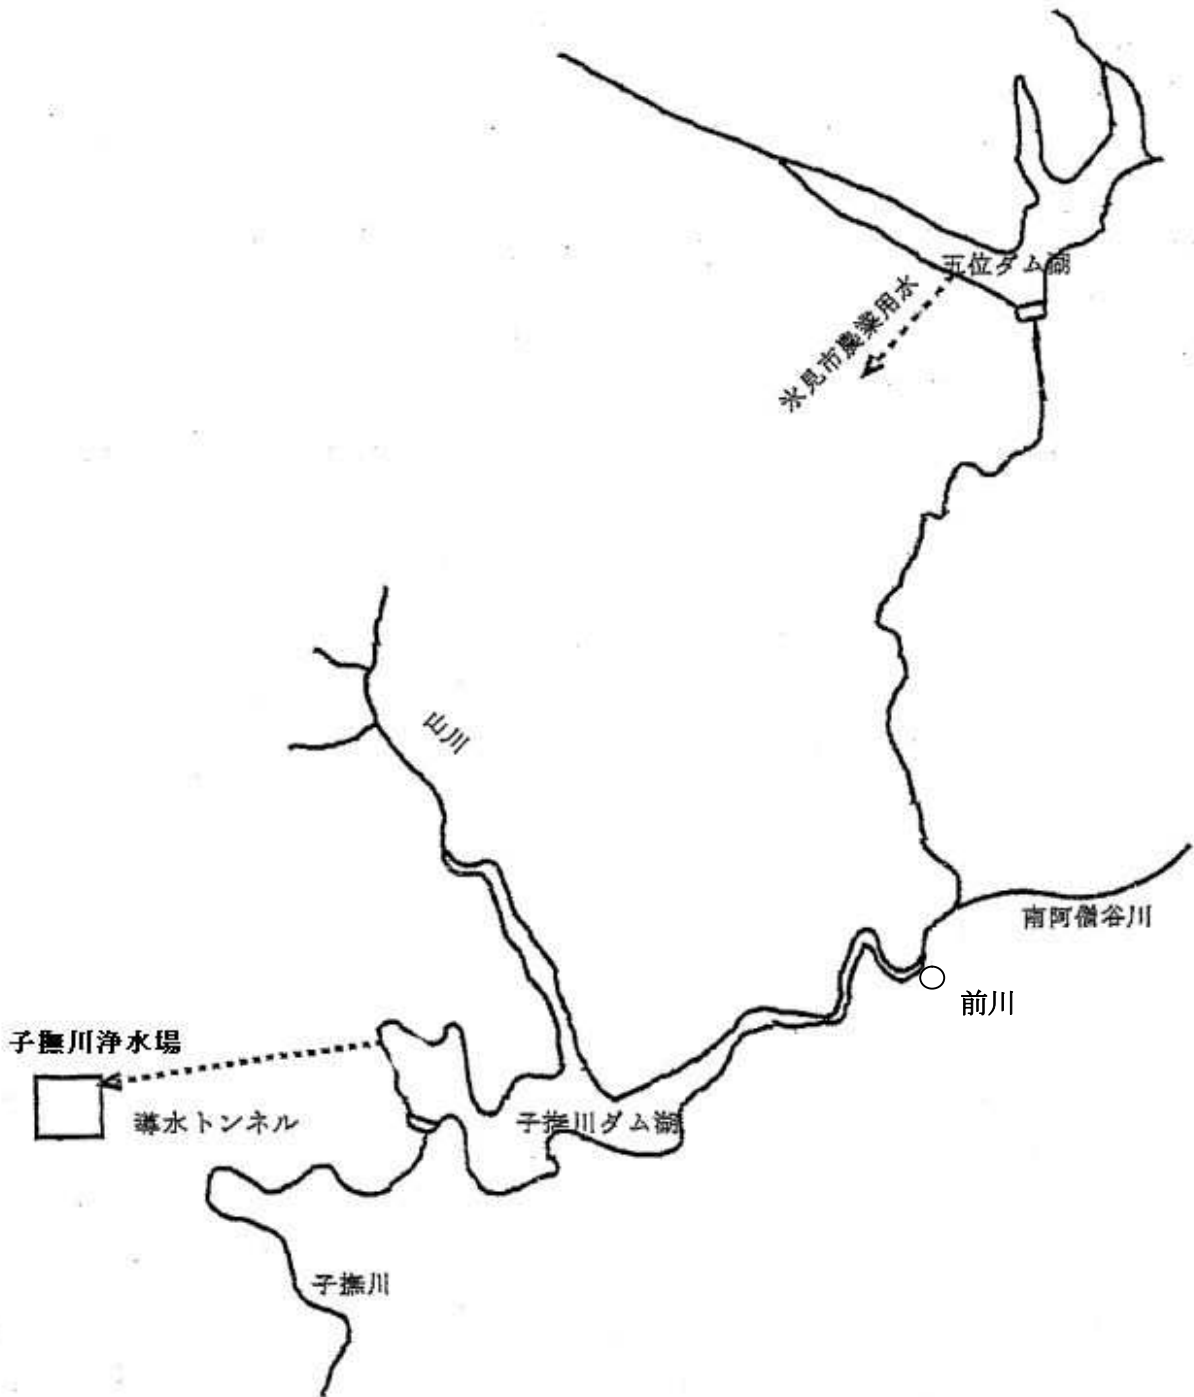 五位ダム湖
氷見市農業用水
山川
南阿僧谷川
前川
子撫川浄水場
導水トンネル
子撫川ダム湖
子撫川